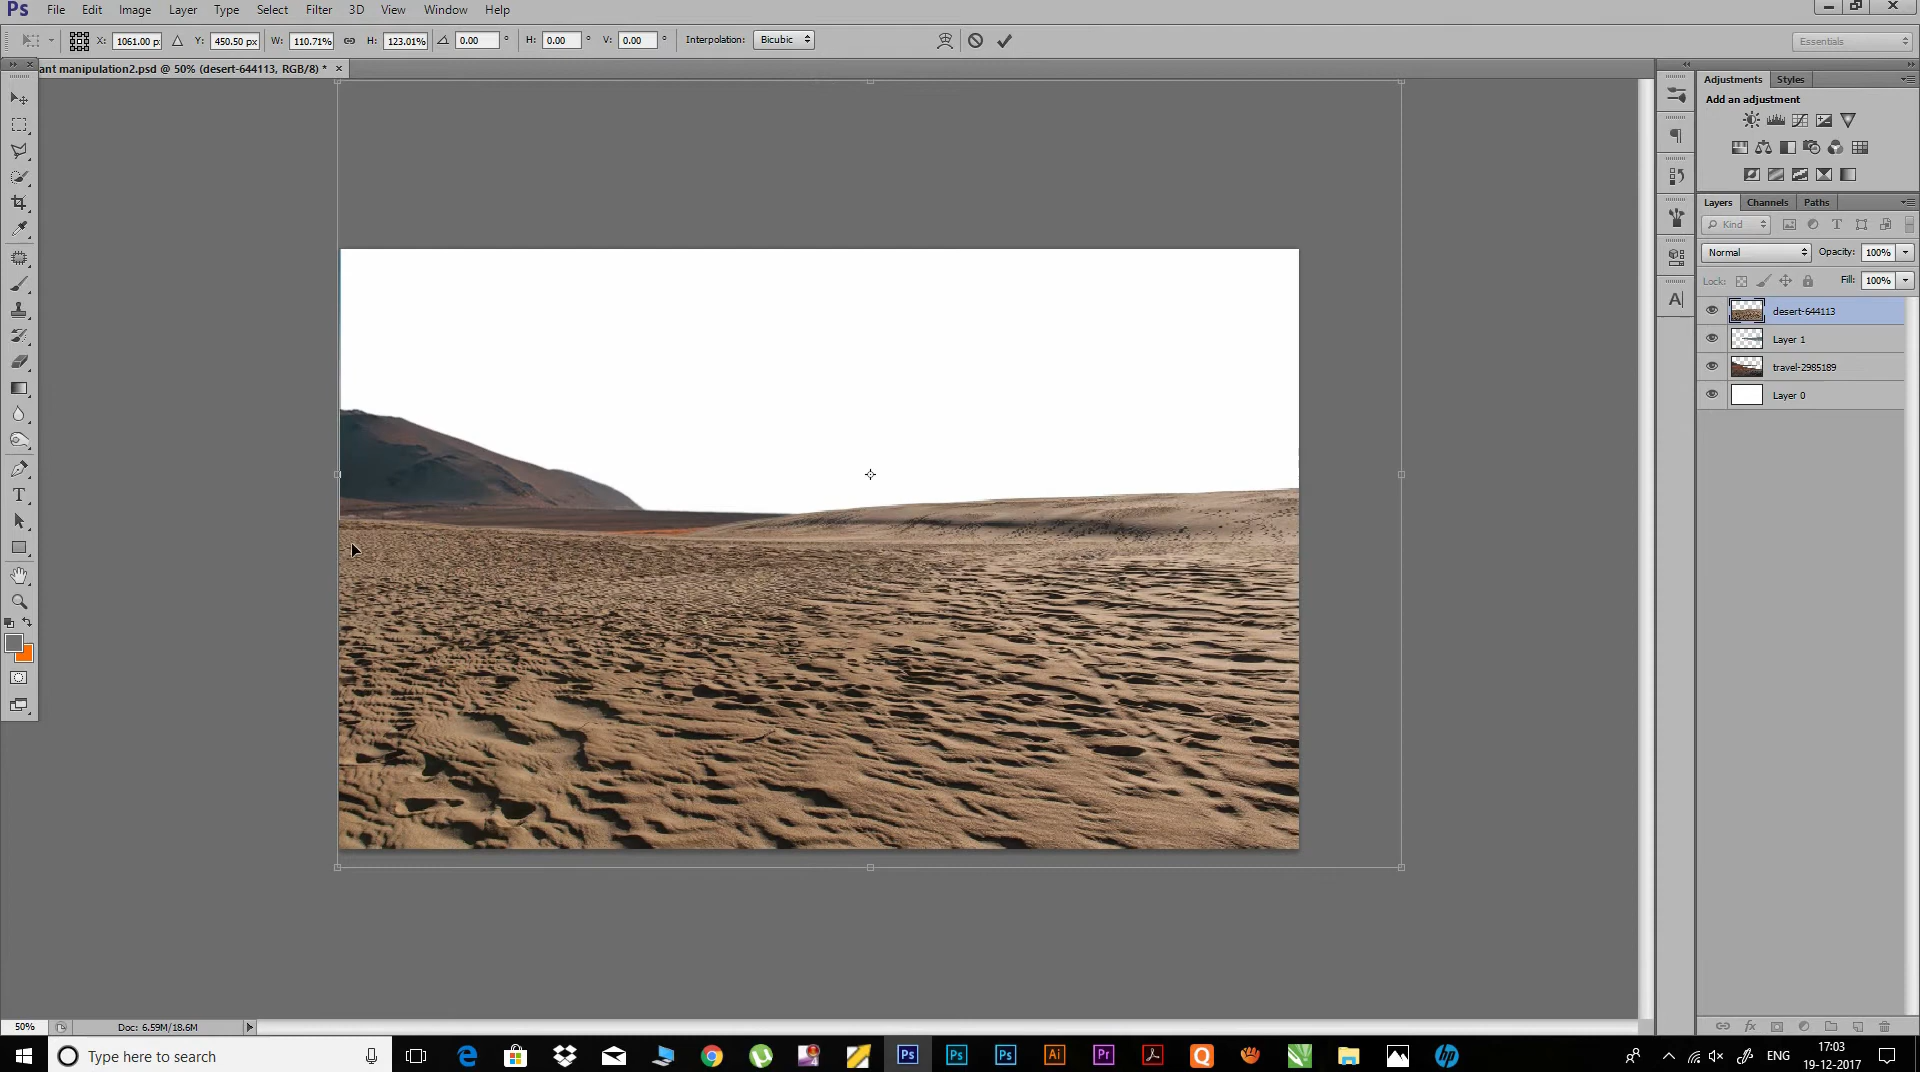 Ps File Edit Image Layer Type Select Filter 3D View Window Help
X: 1061.00 p Y: 450.50 px W: 110.71% H: 123.01% 0.00 ° H: 0.00 ° V: 0.00 ° Interpolation: Bicubic Essentials
ant manipulation2.psd @ 50% (desert-644113, RGB/8) * ×
Adjustments Styles
Add an adjustment
Layers Channels Paths
Kind
Normal Opacity: 100%
Lock: Fill: 100%
desert-644113
Layer 1
travel-2985189
Layer 0
50% Doc: 6.59M/18.6M
Type here to search
ENG 17:03
19-12-2017